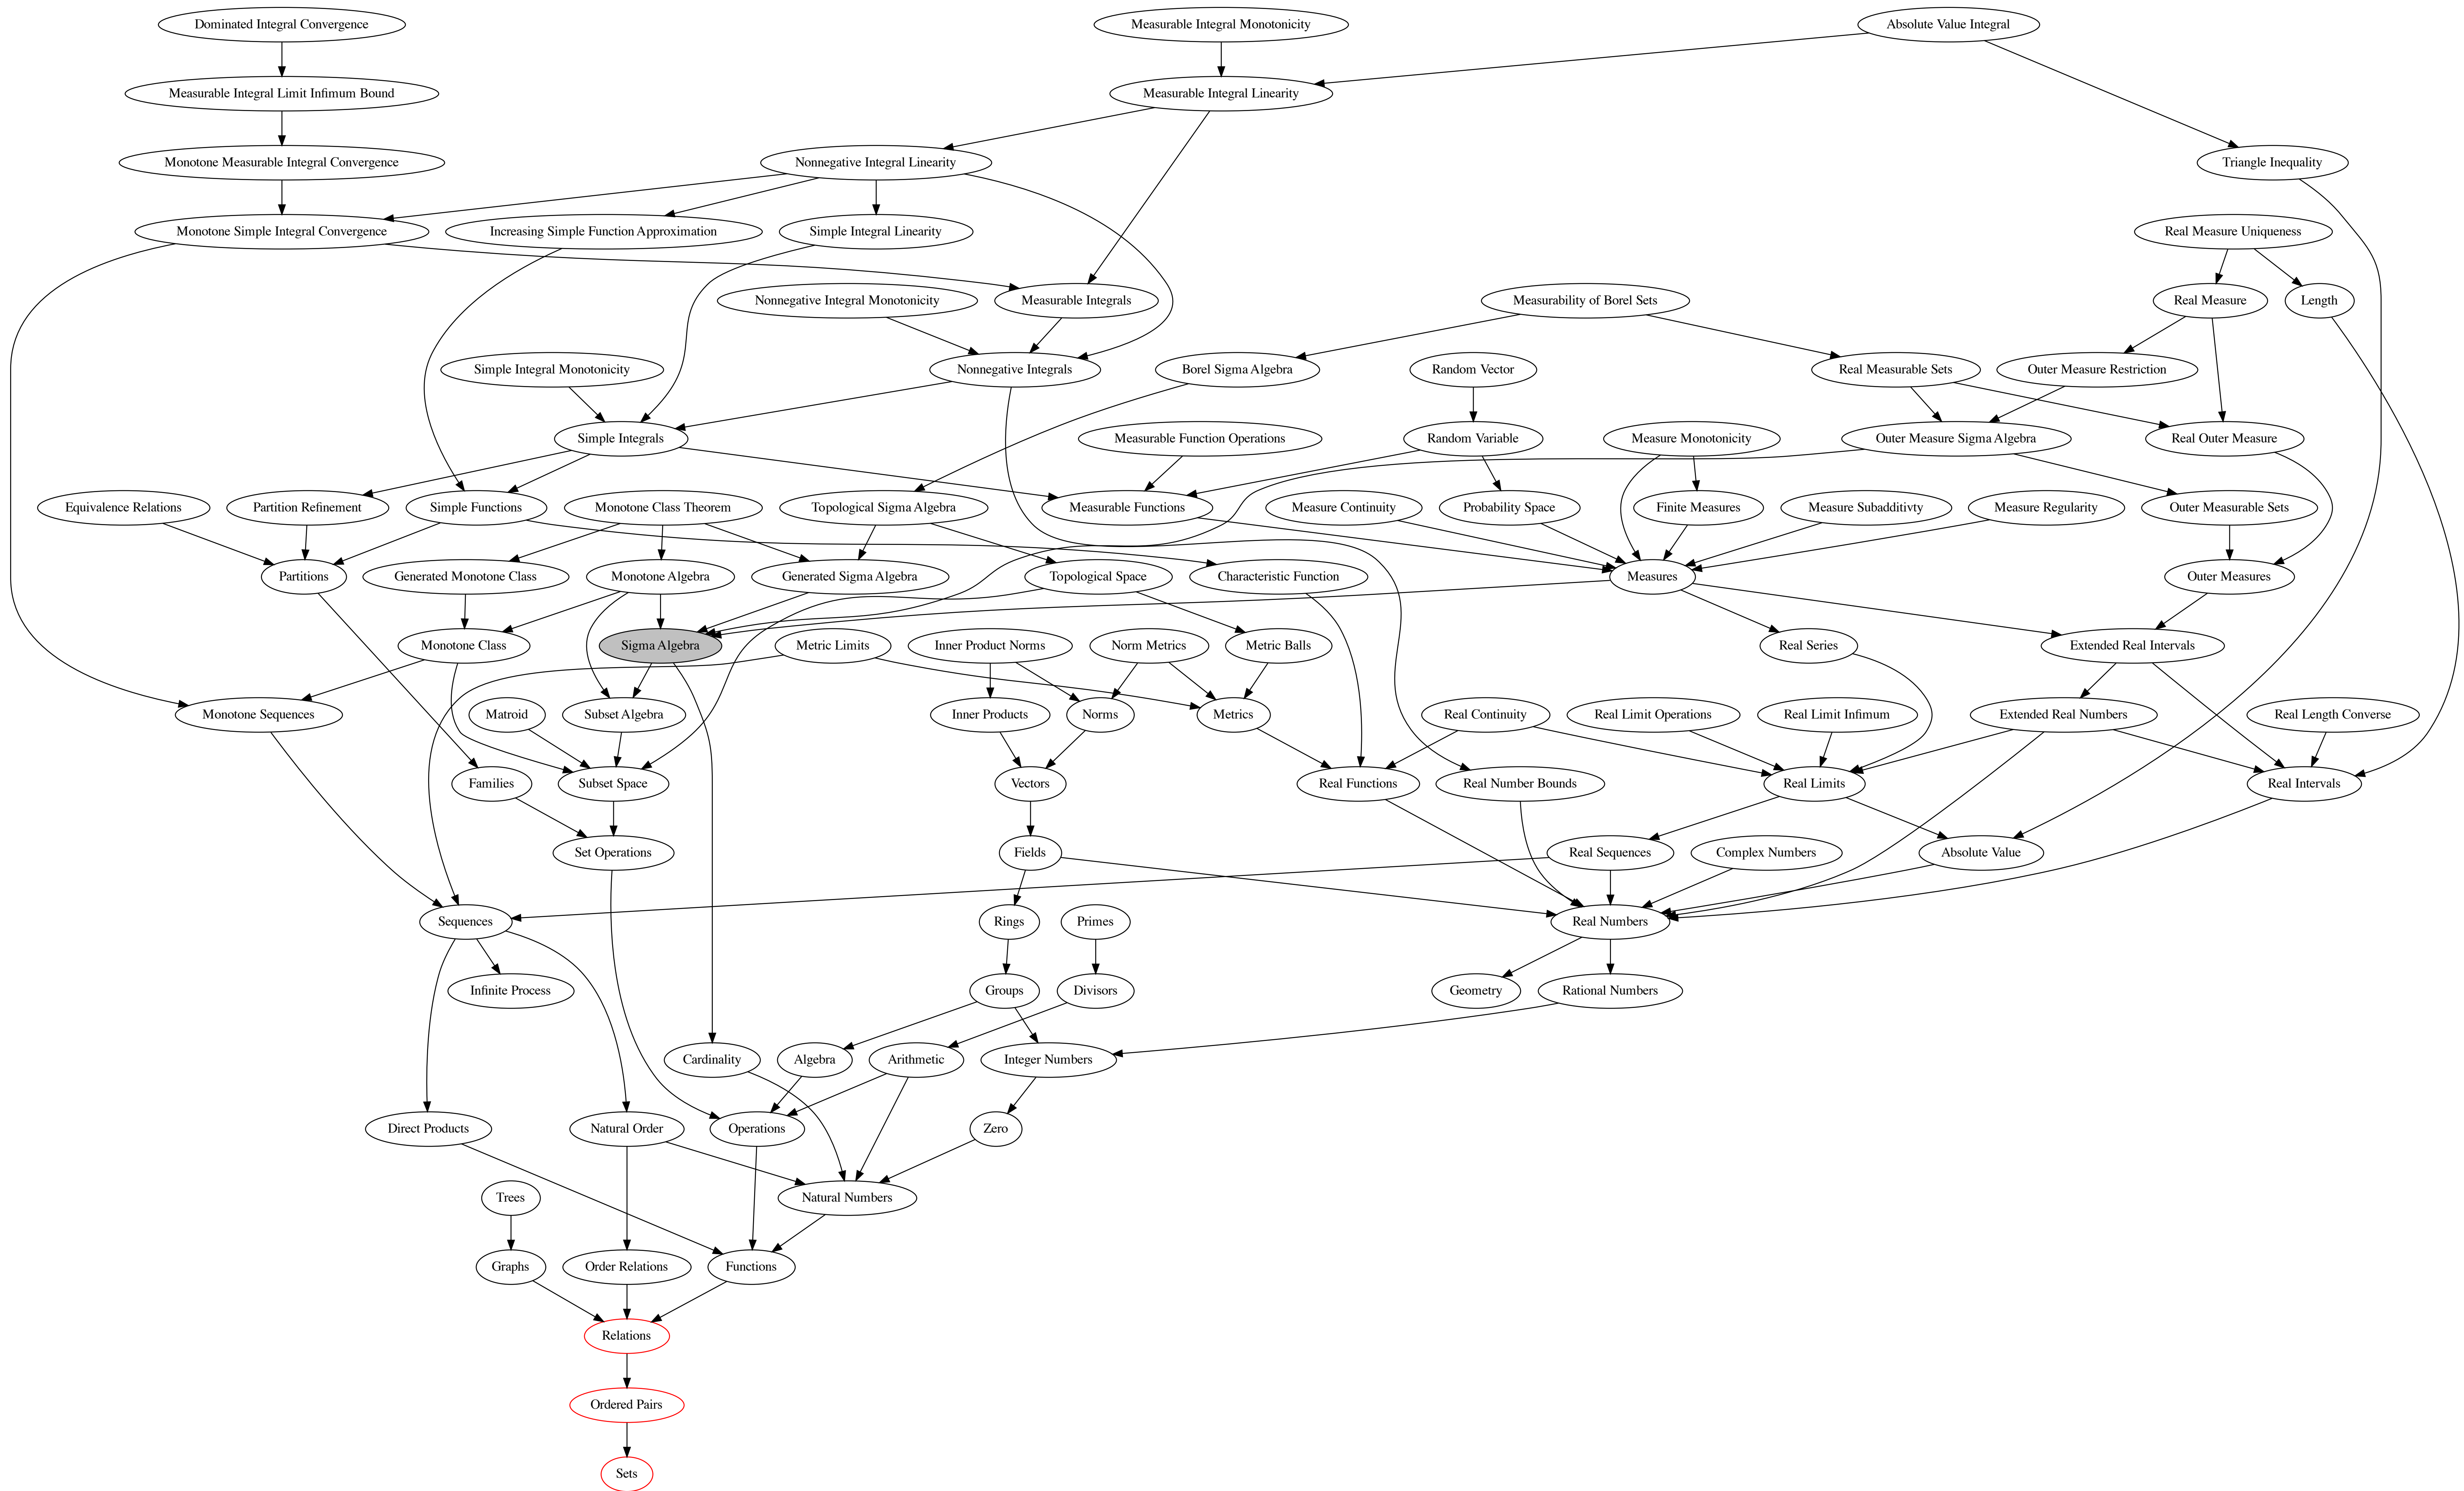 Dominated Integral Convergence
Measurable Integral Monotonicity
Absolute Value Integral
Measurable Integral Limit Infimum Bound
Measurable Integral Linearity
Monotone Measurable Integral Convergence
Nonnegative Integral Linearity
Triangle Inequality
Monotone Simple Integral Convergence
Increasing Simple Function Approximation
Simple Integral Linearity
Real Measure Uniqueness
Nonnegative Integral Monotonicity
Measurable Integrals
Measurability of Borel Sets
Real Measure
Length
Simple Integral Monotonicity
Nonnegative Integrals
Borel Sigma Algebra
Random Vector
Real Measurable Sets
Outer Measure Restriction
Simple Integrals
Measurable Function Operations
Random Variable
Measure Monotonicity
Outer Measure Sigma Algebra
Real Outer Measure
Equivalence Relations
Partition Refinement
Simple Functions
Monotone Class Theorem
Topological Sigma Algebra
Measurable Functions
Measure Continuity
Probability Space
Finite Measures
Measure Subadditivty
Measure Regularity
Outer Measurable Sets
Partitions
Generated Monotone Class
Monotone Algebra
Generated Sigma Algebra
Topological Space
Characteristic Function
Measures
Outer Measures
Monotone Class
Sigma Algebra
Metric Limits
Inner Product Norms
Norm Metrics
Metric Balls
Real Series
Extended Real Intervals
Monotone Sequences
Matroid
Subset Algebra
Inner Products
Norms
Metrics
Real Continuity
Real Limit Operations
Real Limit Infimum
Extended Real Numbers
Real Length Converse
Families
Subset Space
Vectors
Real Functions
Real Number Bounds
Real Limits
Real Intervals
Set Operations
Fields
Real Sequences
Complex Numbers
Absolute Value
Sequences
Rings
Primes
Real Numbers
Infinite Process
Groups
Divisors
Geometry
Rational Numbers
Cardinality
Algebra
Arithmetic
Integer Numbers
Direct Products
Natural Order
Operations
Zero
Trees
Natural Numbers
Graphs
Order Relations
Functions
Relations
Ordered Pairs
Sets